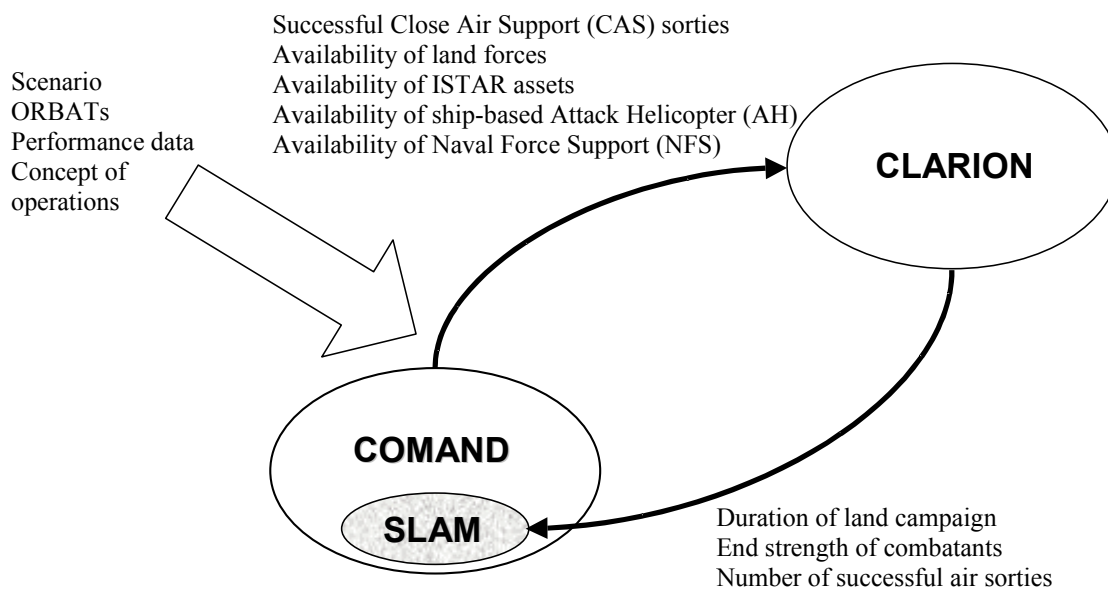 Successful Close Air Support (CAS) sorties
Availability of land forces
Availability of ISTAR assets
Availability of ship-based Attack Helicopter (AH)
Availability of Naval Force Support (NFS)
Scenario
ORBATs
Performance data
Concept of
operations
CLARION
COMAND
SLAM
Duration of land campaign
End strength of combatants
Number of successful air sorties